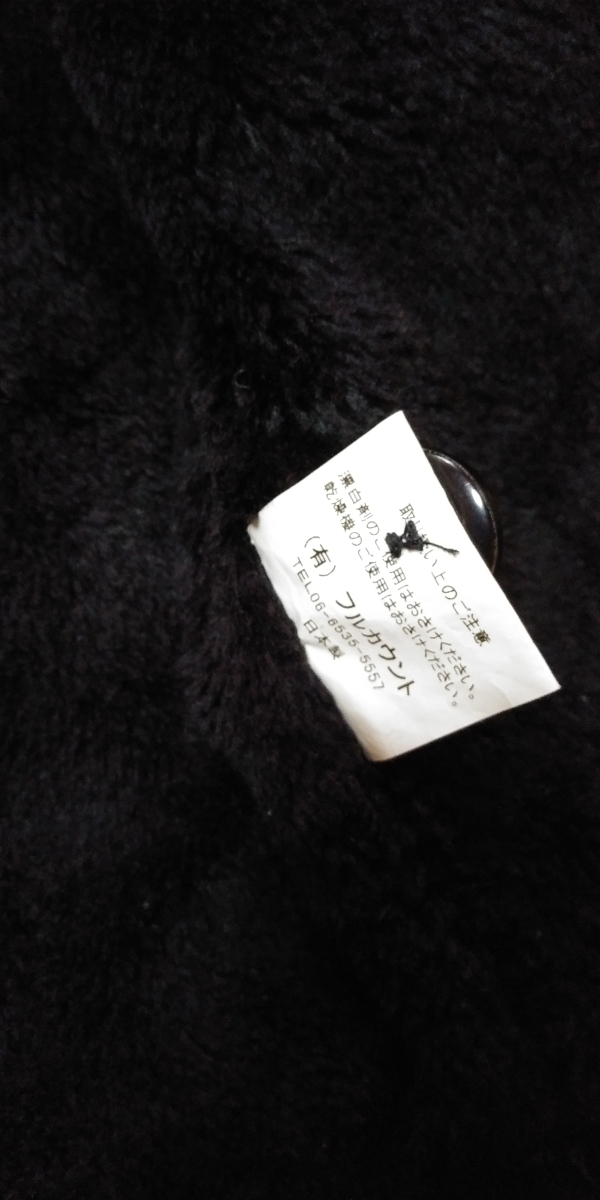 取扱い上のご注意
漂白剤のご使用はおさけください。
乾燥機のご使用はおさけください。
(有) フルカウント
TEL06-6535-5557
日本製